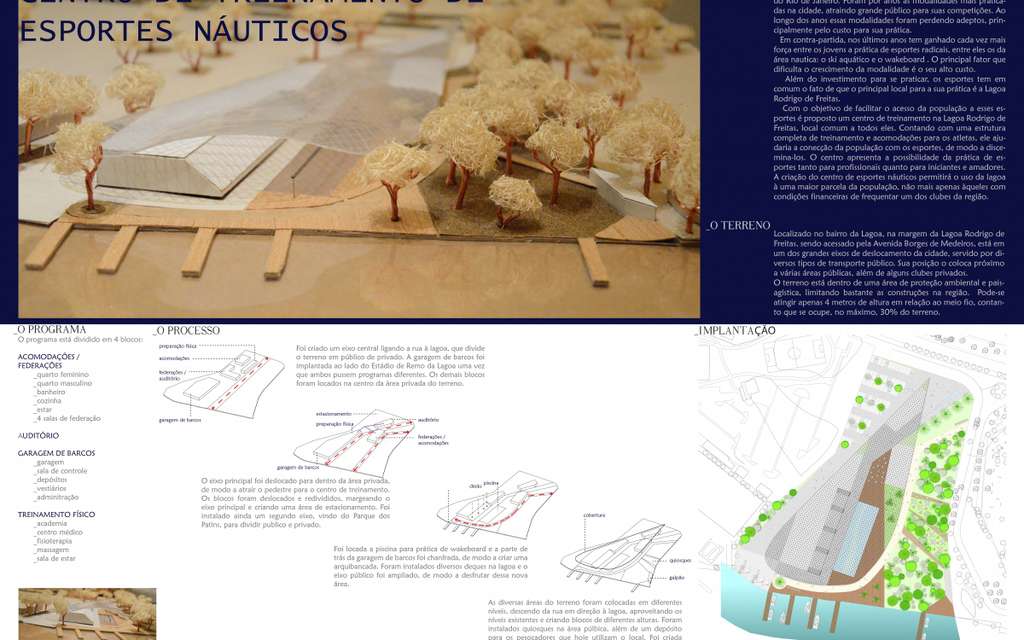 CENTRO DE TREINAMENTO DE
ESPORTES NÁUTICOS
do Rio de Janeiro. Foram por anos as modalidades mais pratica-
das na cidade, atraindo grande público para suas competições. Ao
longo dos anos essas modalidades foram perdendo adeptos, prin-
cipalmente pelo custo para sua prática.
Em contra-partida, nos últimos anos tem ganhado cada vez mais
força entre os jovens a prática de esportes radicais, entre eles os da
área nautica: o ski aquático e o wakeboard . O principal fator que
dificulta o crescimento da modalidade é o seu alto custo.
Além do investimento para se praticar, os esportes tem em
comum o fato de que o principal local para a sua prática é a Lagoa
Rodrigo de Freitas.
Com o objetivo de facilitar o acesso da população a esses es-
portes é proposto um centro de treinamento na Lagoa Rodrigo de
Freitas, local comum a todos eles. Contando com uma estrutura
completa de treinamento e acomodações para os atletas, ele aju-
daria a conecção da população com os esportes, de modo a disce-
mina-los. O centro apresenta a possibilidade da prática de es-
portes tanto para profissionais quanto para iniciantes e amadores.
A criação do centro de esportes náuticos permitirá o uso da lagoa
à uma maior parcela da população, não mais apenas àqueles com
condições financeiras de frequentar um dos clubes da região.
_O TERRENO
Localizado no bairro da Lagoa, na margem da Lagoa Rodrigo de
Freitas, sendo acessado pela Avenida Borges de Medeiros, está em
um dos grandes eixos de deslocamento da cidade, servido por di-
versos tipos de transporte público. Sua posição o coloca próximo
a várias áreas públicas, além de alguns clubes privados.
O terreno está dentro de uma área de proteção ambiental e pais-
agística, limitando bastante as construções na região. Pode-se
atingir apenas 4 metros de altura em relação ao meio fio, contan-
to que se ocupe, no máximo, 30% do terreno.
_O PROGRAMA
O programa está dividido em 4 blocos:
ACOMODAÇÕES /
FEDERAÇÕES
_quarto feminino
_quarto masculino
_banheiro
_cozinha
_estar
_4 salas de federação
AUDITÓRIO
GARAGEM DE BARCOS
_garagem
_sala de controle
_depósitos
_vestiários
_adminitração
TREINAMENTO FÍSICO
_academia
_centro médico
_fisioterapia
_massagem
_sala de estar
_O PROCESSO
preparação física
acomodações
federações /
auditório
garagem de barcos
Foi criado um eixo central ligando a rua à lagoa, que divide
o terreno em público de privado. A garagem de barcos foi
implantada ao lado do Estádio de Remo da Lagoa uma vez
que ambos pussem programas diferentes. Os demais blocos
foram locados na centro da área privada do terreno.
estacionamento
preparação física
auditório
federações /
acomodações
garagem de barcos
O eixo principal foi deslocado para dentro da área privada,
de modo a atrair o pedestre para o centro de treinamento.
Os blocos foram deslocados e redivididos, margeando o
eixo principal e criando uma área de estacionamento. Foi
instalado ainda um segundo eixo, vindo do Parque dos
Patins, para dividir publico e privado.
decks
piscina
Foi locada a piscina para prática de wakeboard e a parte de
trás da garagem de barcos foi chanfrada, de modo a criar uma
arquibancada. Foram instalados diversos dequer na lagoa e o
eixo público foi ampliado, de modo a desfrutar dessa nova
área.
cobertura
quiosques
galpão
As diversas áreas do terreno foram colocadas em diferentes
níveis, descendo da rua em direção à lagoa, aproveitando os
níveis existentes e criando blocos de diferentes alturas. Foram
instalados quiosques na área púlbica, além de um depósito
para os pescadores que hoje utilizam o local. Foi criada
_IMPLANTAÇÃO